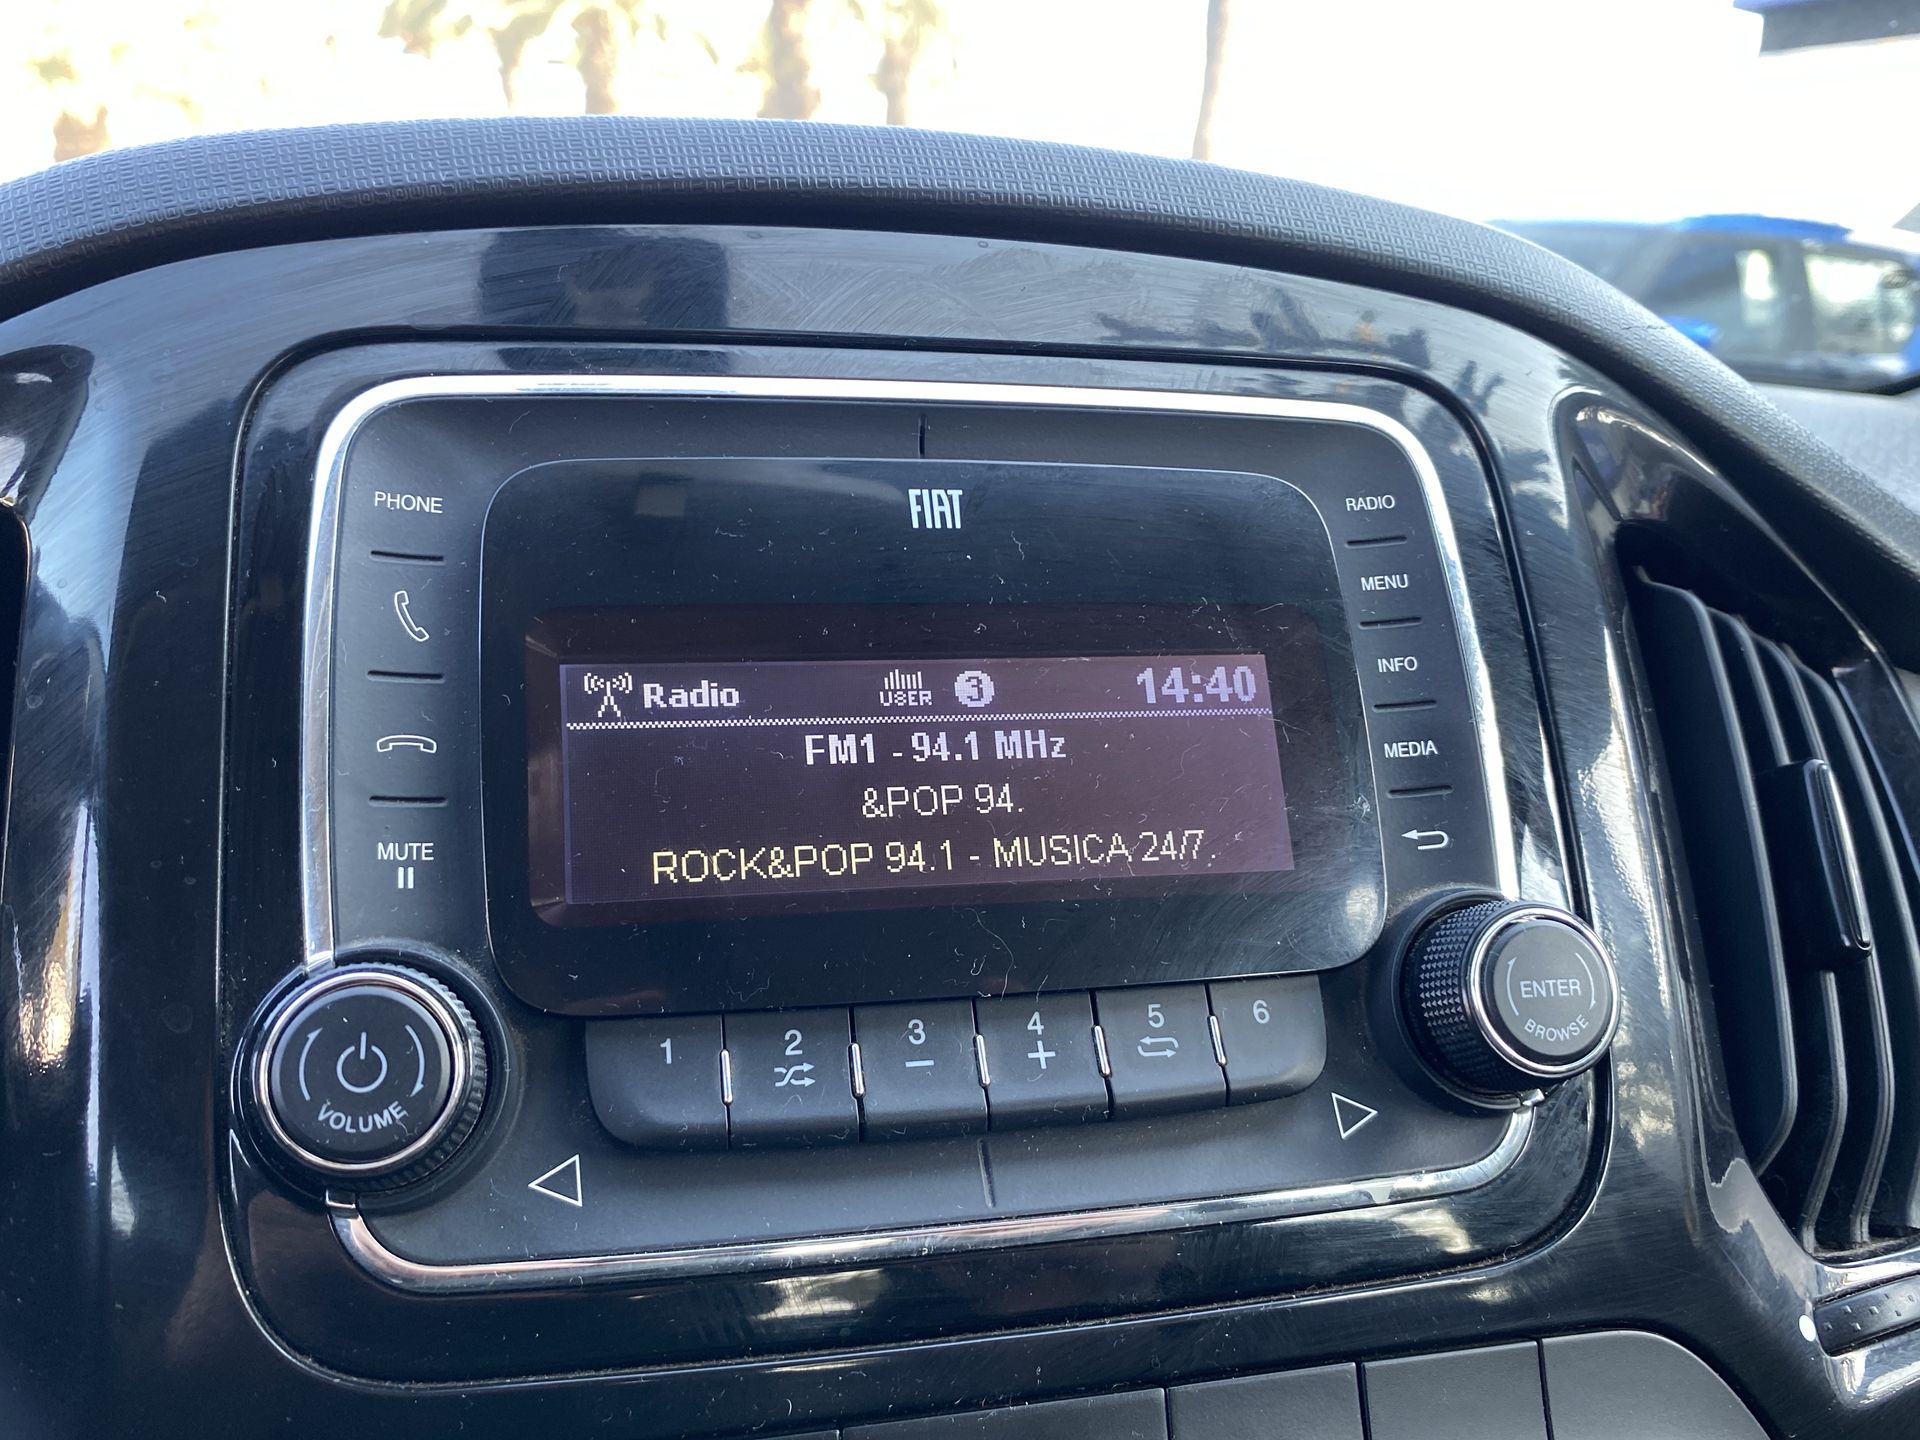 FIAT
PHONE
MUTE
VOLUME
Radio USER 3 14:40
FM1 - 94.1 MHz
&POP 94.
ROCK&POP 94.1 - MUSICA 24/7.
RADIO
MENU
INFO
MEDIA
ENTER
BROWSE
1 2 3 4 5 6
- +